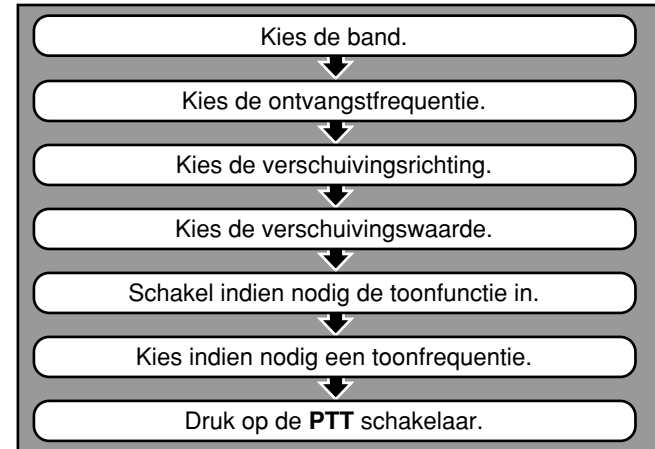 Kies de band.
Kies de ontvangstfrequentie.
Kies de verschuivingsrichting.
Kies de verschuivingswaarde.
Schakel indien nodig de toonfunctie in.
Kies indien nodig een toonfrequentie.
Druk op de PTT schakelaar.